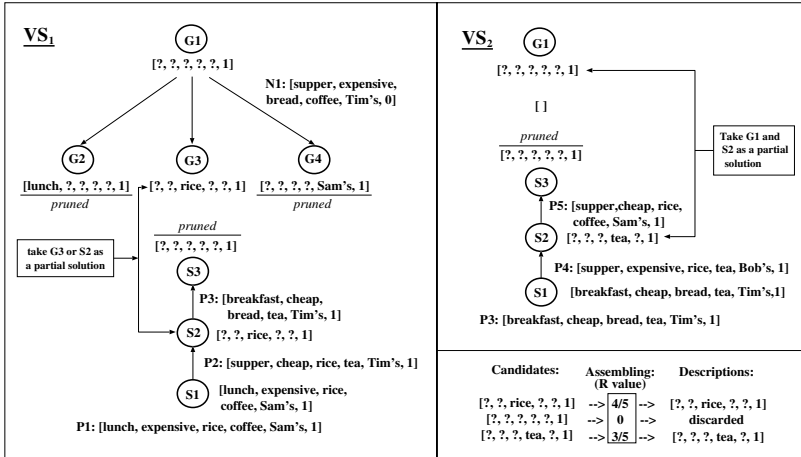 VS1
G1
[?, ?, ?, ?, ?, 1]
N1: [supper, expensive,
bread, coffee, Tim's, 0]
G2
G3
G4
[lunch, ?, ?, ?, ?, 1]
[?, ?, rice, ?, ?, 1]
[?, ?, ?, ?, Sam's, 1]
pruned
pruned
pruned
[?, ?, ?, ?, ?, 1]
take G3 or S2 as
a partial solution
S3
P3: [breakfast, cheap,
bread, tea, Tim's, 1]
S2
[?, ?, rice, ?, ?, 1]
P2: [supper, cheap, rice, tea, Tim's, 1]
S1
[lunch, expensive, rice,
coffee, Sam's, 1]
P1: [lunch, expensive, rice, coffee, Sam's, 1]
VS2
G1
[?, ?, ?, ?, ?, 1]
[ ]
pruned
[?, ?, ?, ?, ?, 1]
Take G1 and
S2 as a partial
solution
S3
P5: [supper,cheap, rice,
coffee, Sam's, 1]
S2
[?, ?, ?, tea, ?, 1]
P4: [supper, expensive, rice, tea, Bob's, 1]
S1
[breakfast, cheap, bread, tea, Tim's,1]
P3: [breakfast, cheap, bread, tea, Tim's, 1]
Candidates: Assembling: Descriptions:
(R value)
[?, ?, rice, ?, ?, 1] --> 4/5 --> [?, ?, rice, ?, ?, 1]
[?, ?, ?, ?, ?, 1] --> 0 --> discarded
[?, ?, ?, tea, ?, 1] --> 3/5 --> [?, ?, ?, tea, ?, 1]